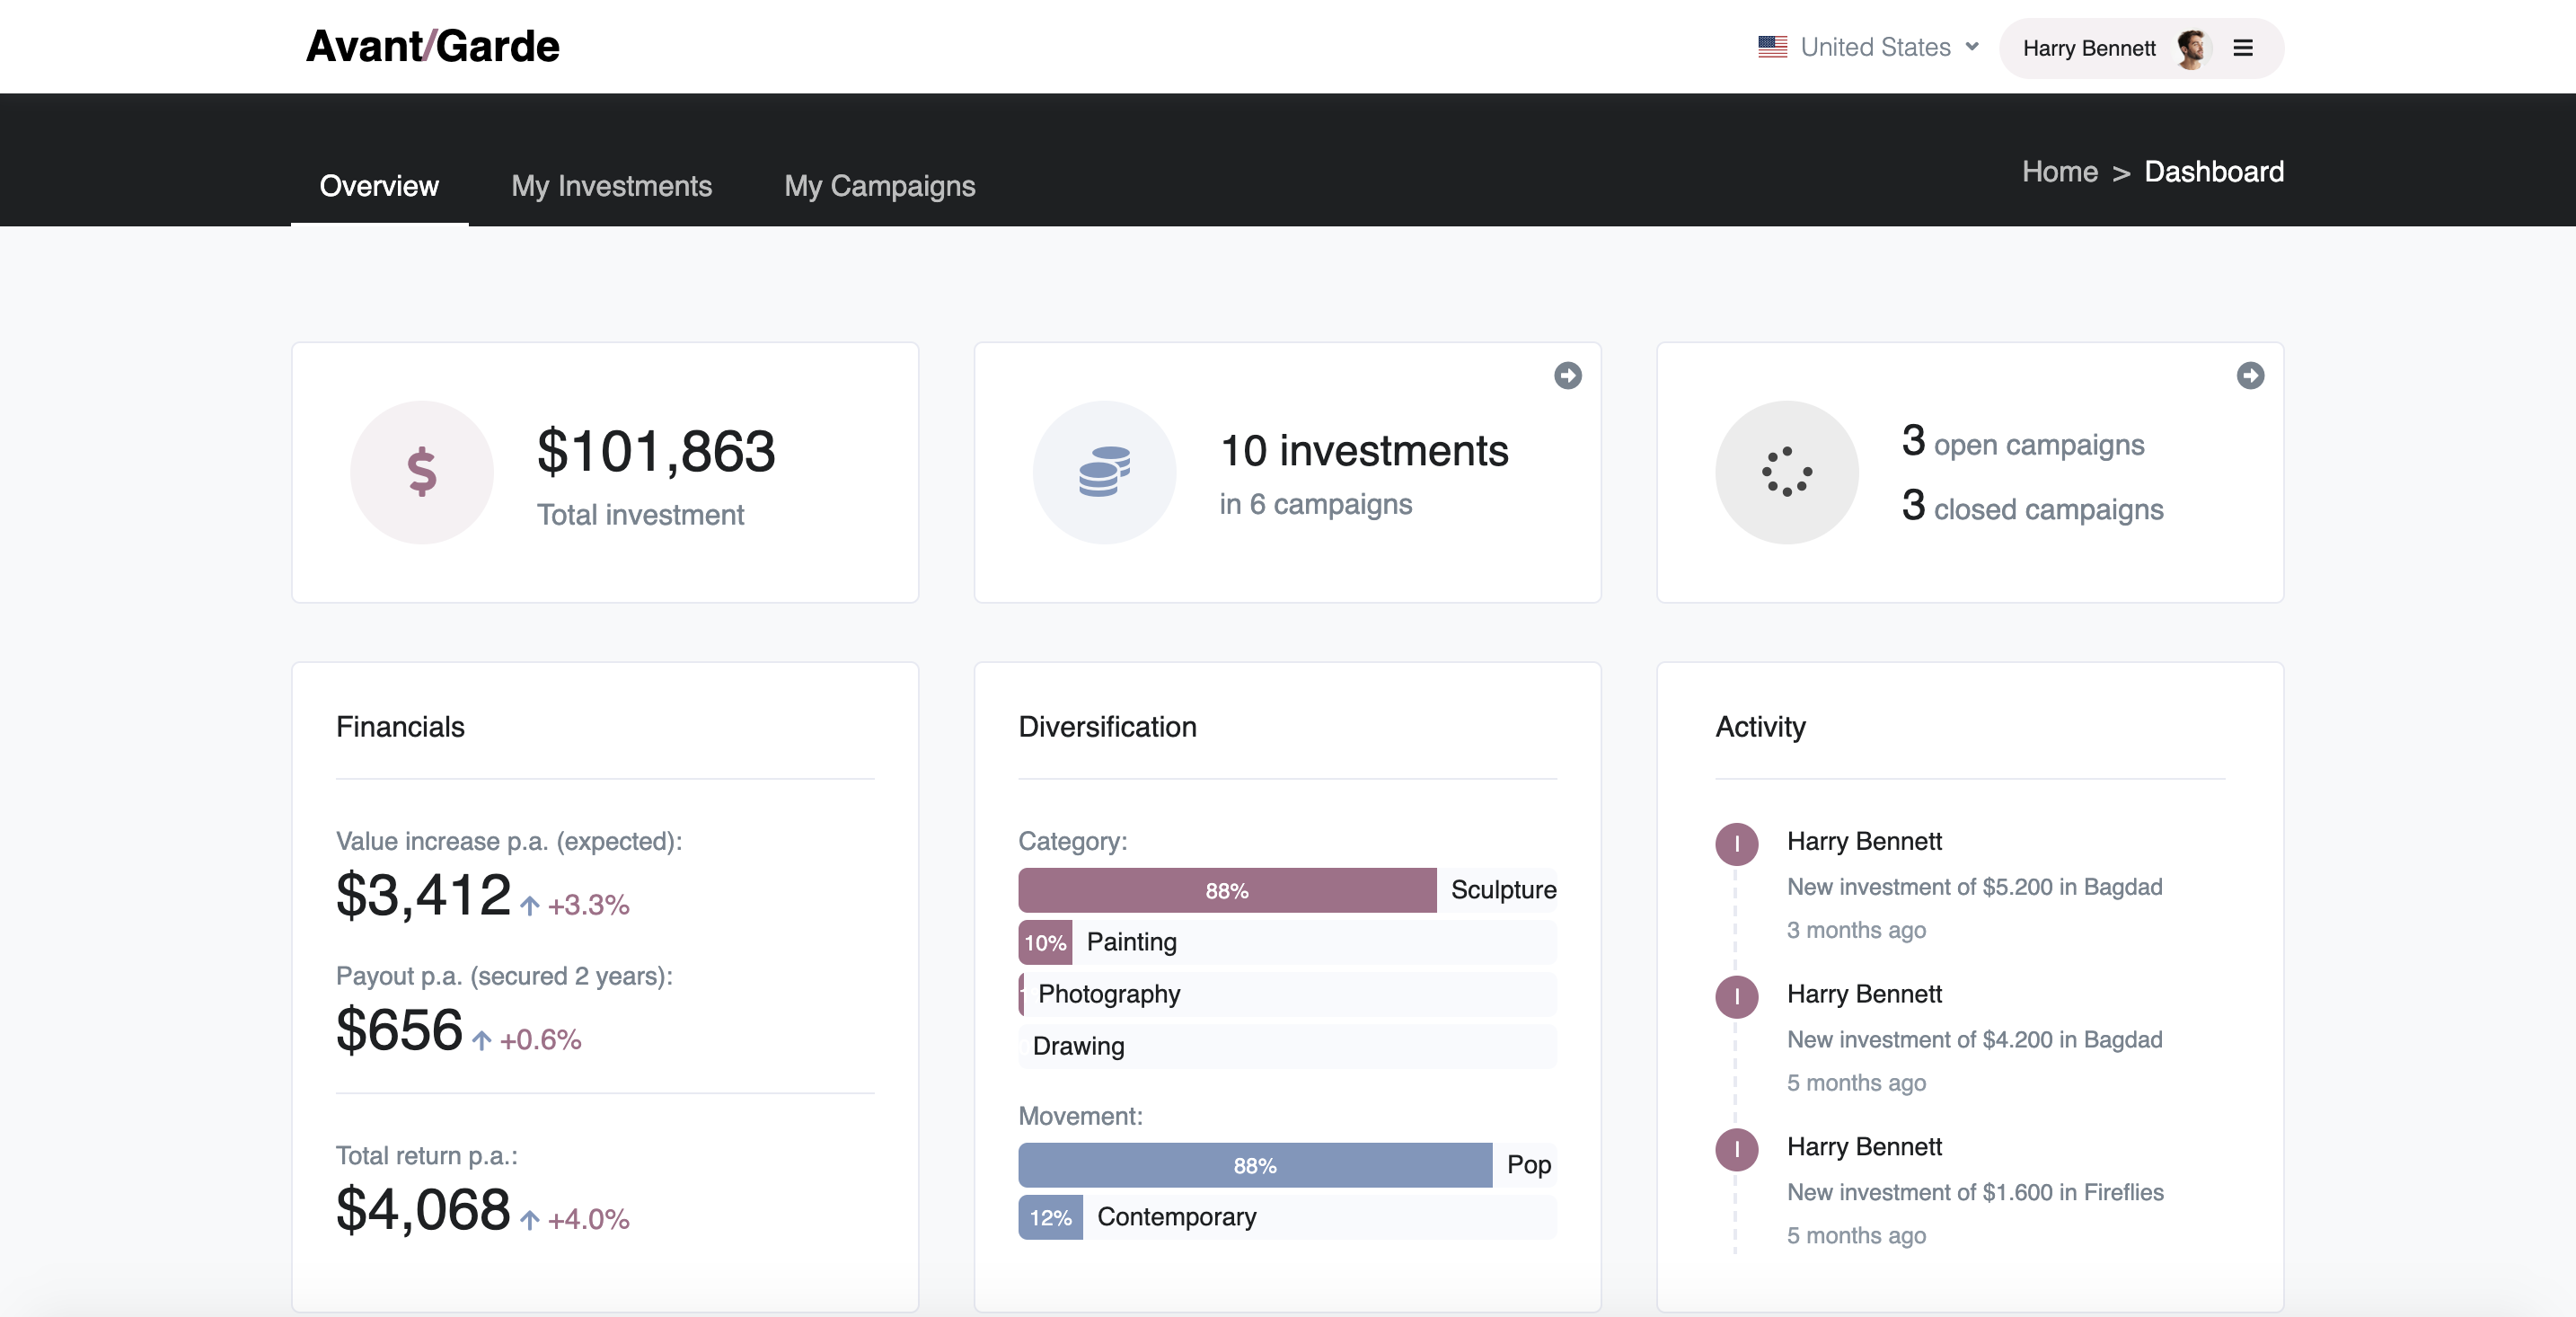 Avant/Garde
United States
Harry Bennett
Overview
My Investments
My Campaigns
Home > Dashboard
$101,863
Total investment
10 investments
in 6 campaigns
3 open campaigns
3 closed campaigns
Financials
Value increase p.a. (expected):
$3,412 +3.3%
Payout p.a. (secured 2 years):
$656 +0.6%
Total return p.a.:
$4,068 +4.0%
Diversification
Category:
88% Sculpture
10% Painting
Photography
Drawing
Movement:
88% Pop
12% Contemporary
Activity
I
Harry Bennett
New investment of $5.200 in Bagdad
3 months ago
I
Harry Bennett
New investment of $4.200 in Bagdad
5 months ago
I
Harry Bennett
New investment of $1.600 in Fireflies
5 months ago